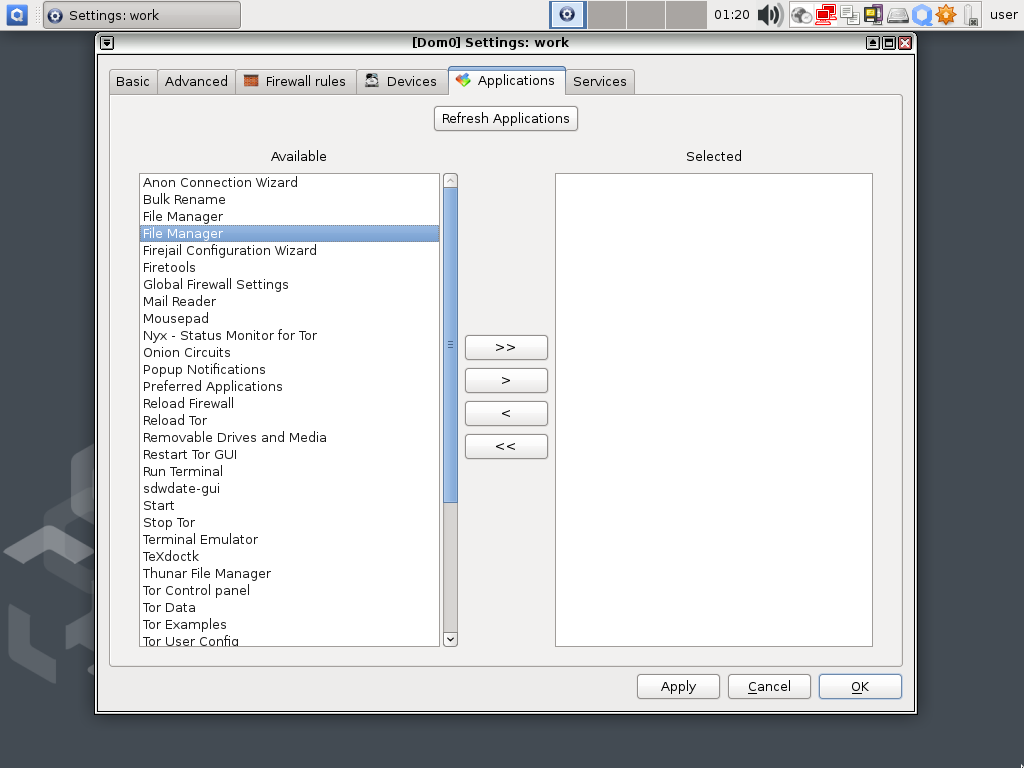 Settings: work
01:20
user
[Dom0] Settings: work
Basic
Advanced
Firewall rules
Devices
Applications
Services
Refresh Applications
Available
Selected
Anon Connection Wizard
Bulk Rename
File Manager
File Manager
Firejail Configuration Wizard
Firetools
Global Firewall Settings
Mail Reader
Mousepad
Nyx - Status Monitor for Tor
Onion Circuits
Popup Notifications
Preferred Applications
Reload Firewall
Reload Tor
Removable Drives and Media
Restart Tor GUI
Run Terminal
sdwdate-gui
Start
Stop Tor
Terminal Emulator
TeXdoctk
Thunar File Manager
Tor Control panel
Tor Data
Tor Examples
Tor User Config
>>
>
<
<<
Apply
Cancel
OK